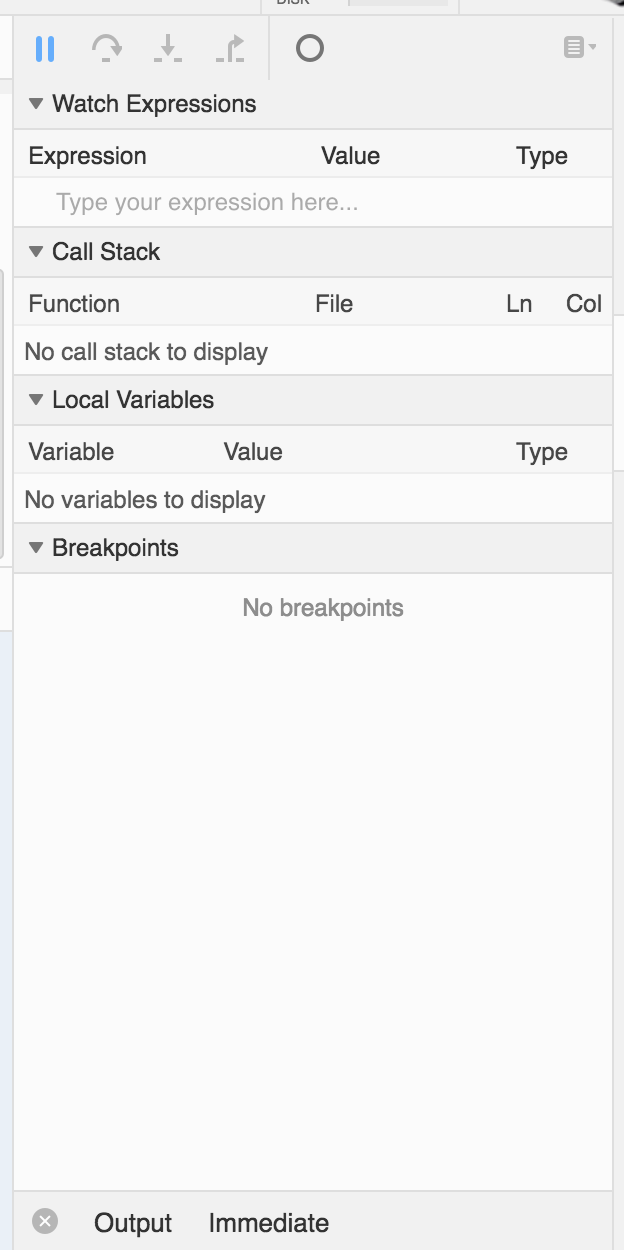 DISK
Watch Expressions
Expression Value Type
Type your expression here...
Call Stack
Function File Ln Col
No call stack to display
Local Variables
Variable Value Type
No variables to display
Breakpoints
No breakpoints
Output Immediate